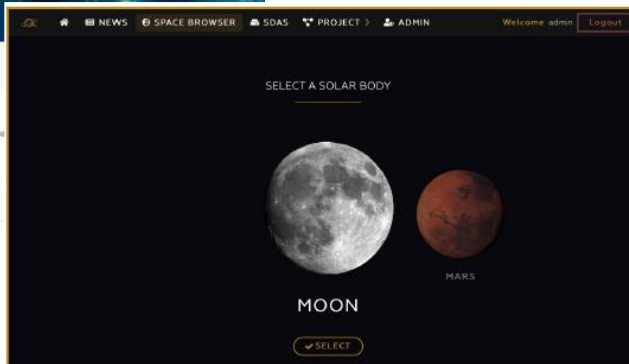 NEWS SPACE BROWSER SDAS PROJECT > ADMIN Welcome admin Logout
SELECT A SOLAR BODY
MARS
MOON
SELECT